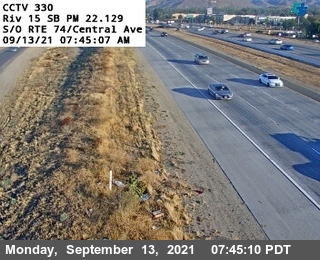 CCTV 330
Riv 15 SB PM 22.129
S/O RTE 74/Central Ave
09/13/21 07:45:07 AM
Monday, September 13, 2021 07:45:10 PDT